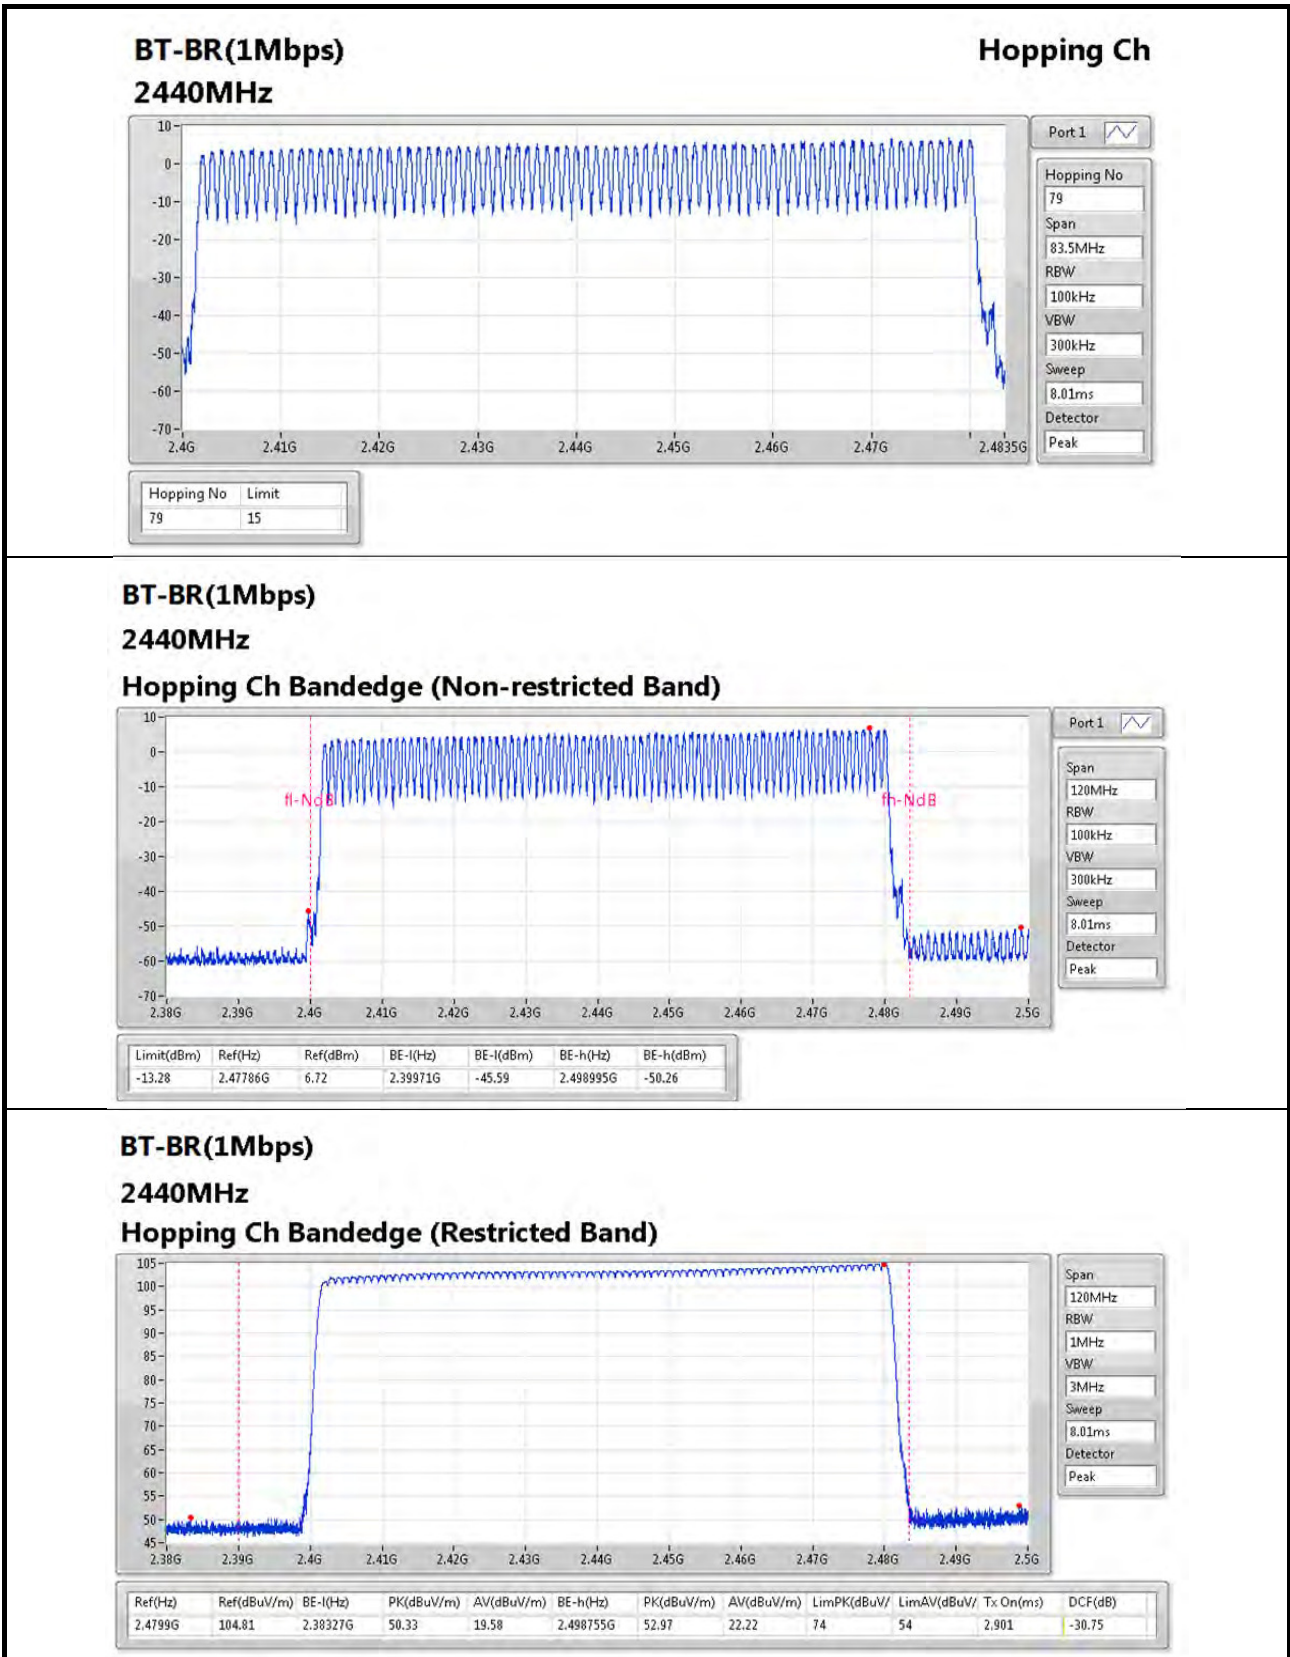 BT-BR(1Mbps) Hopping Ch
2440MHz
Port 1
10
0
-10
-20
-30
-40
-50
-60
-70
2.4G 2.41G 2.42G 2.43G 2.44G 2.45G 2.46G 2.47G 2.4835G
Hopping No
79
Span
83.5MHz
RBW
100kHz
VBW
300kHz
Sweep
8.01ms
Detector
Peak
Hopping No Limit
79 15
BT-BR(1Mbps)
2440MHz
Hopping Ch Bandedge (Non-restricted Band)
Port 1
10
0
-10
-20
-30
-40
-50
-60
-70
fl-NdB fh-NdB
2.38G 2.39G 2.4G 2.41G 2.42G 2.43G 2.44G 2.45G 2.46G 2.47G 2.48G 2.49G 2.5G
Span
120MHz
RBW
100kHz
VBW
300kHz
Sweep
8.01ms
Detector
Peak
Limit(dBm) Ref(Hz) Ref(dBm) BE-l(Hz) BE-l(dBm) BE-h(Hz) BE-h(dBm)
-13.28 2.47786G 6.72 2.39971G -45.59 2.498995G -50.26
BT-BR(1Mbps)
2440MHz
Hopping Ch Bandedge (Restricted Band)
105
100
95
90
85
80
75
70
65
60
55
50
45
2.38G 2.39G 2.4G 2.41G 2.42G 2.43G 2.44G 2.45G 2.46G 2.47G 2.48G 2.49G 2.5G
Span
120MHz
RBW
1MHz
VBW
3MHz
Sweep
8.01ms
Detector
Peak
Ref(Hz) Ref(dBuV/m) BE-l(Hz) PK(dBuV/m) AV(dBuV/m) BE-h(Hz) PK(dBuV/m) AV(dBuV/m) LimPK(dBuV/ LimAV(dBuV/ Tx On(ms) DCF(dB)
2.4799G 104.81 2.38327G 50.33 19.58 2.498755G 52.97 22.22 74 54 2.901 -30.75